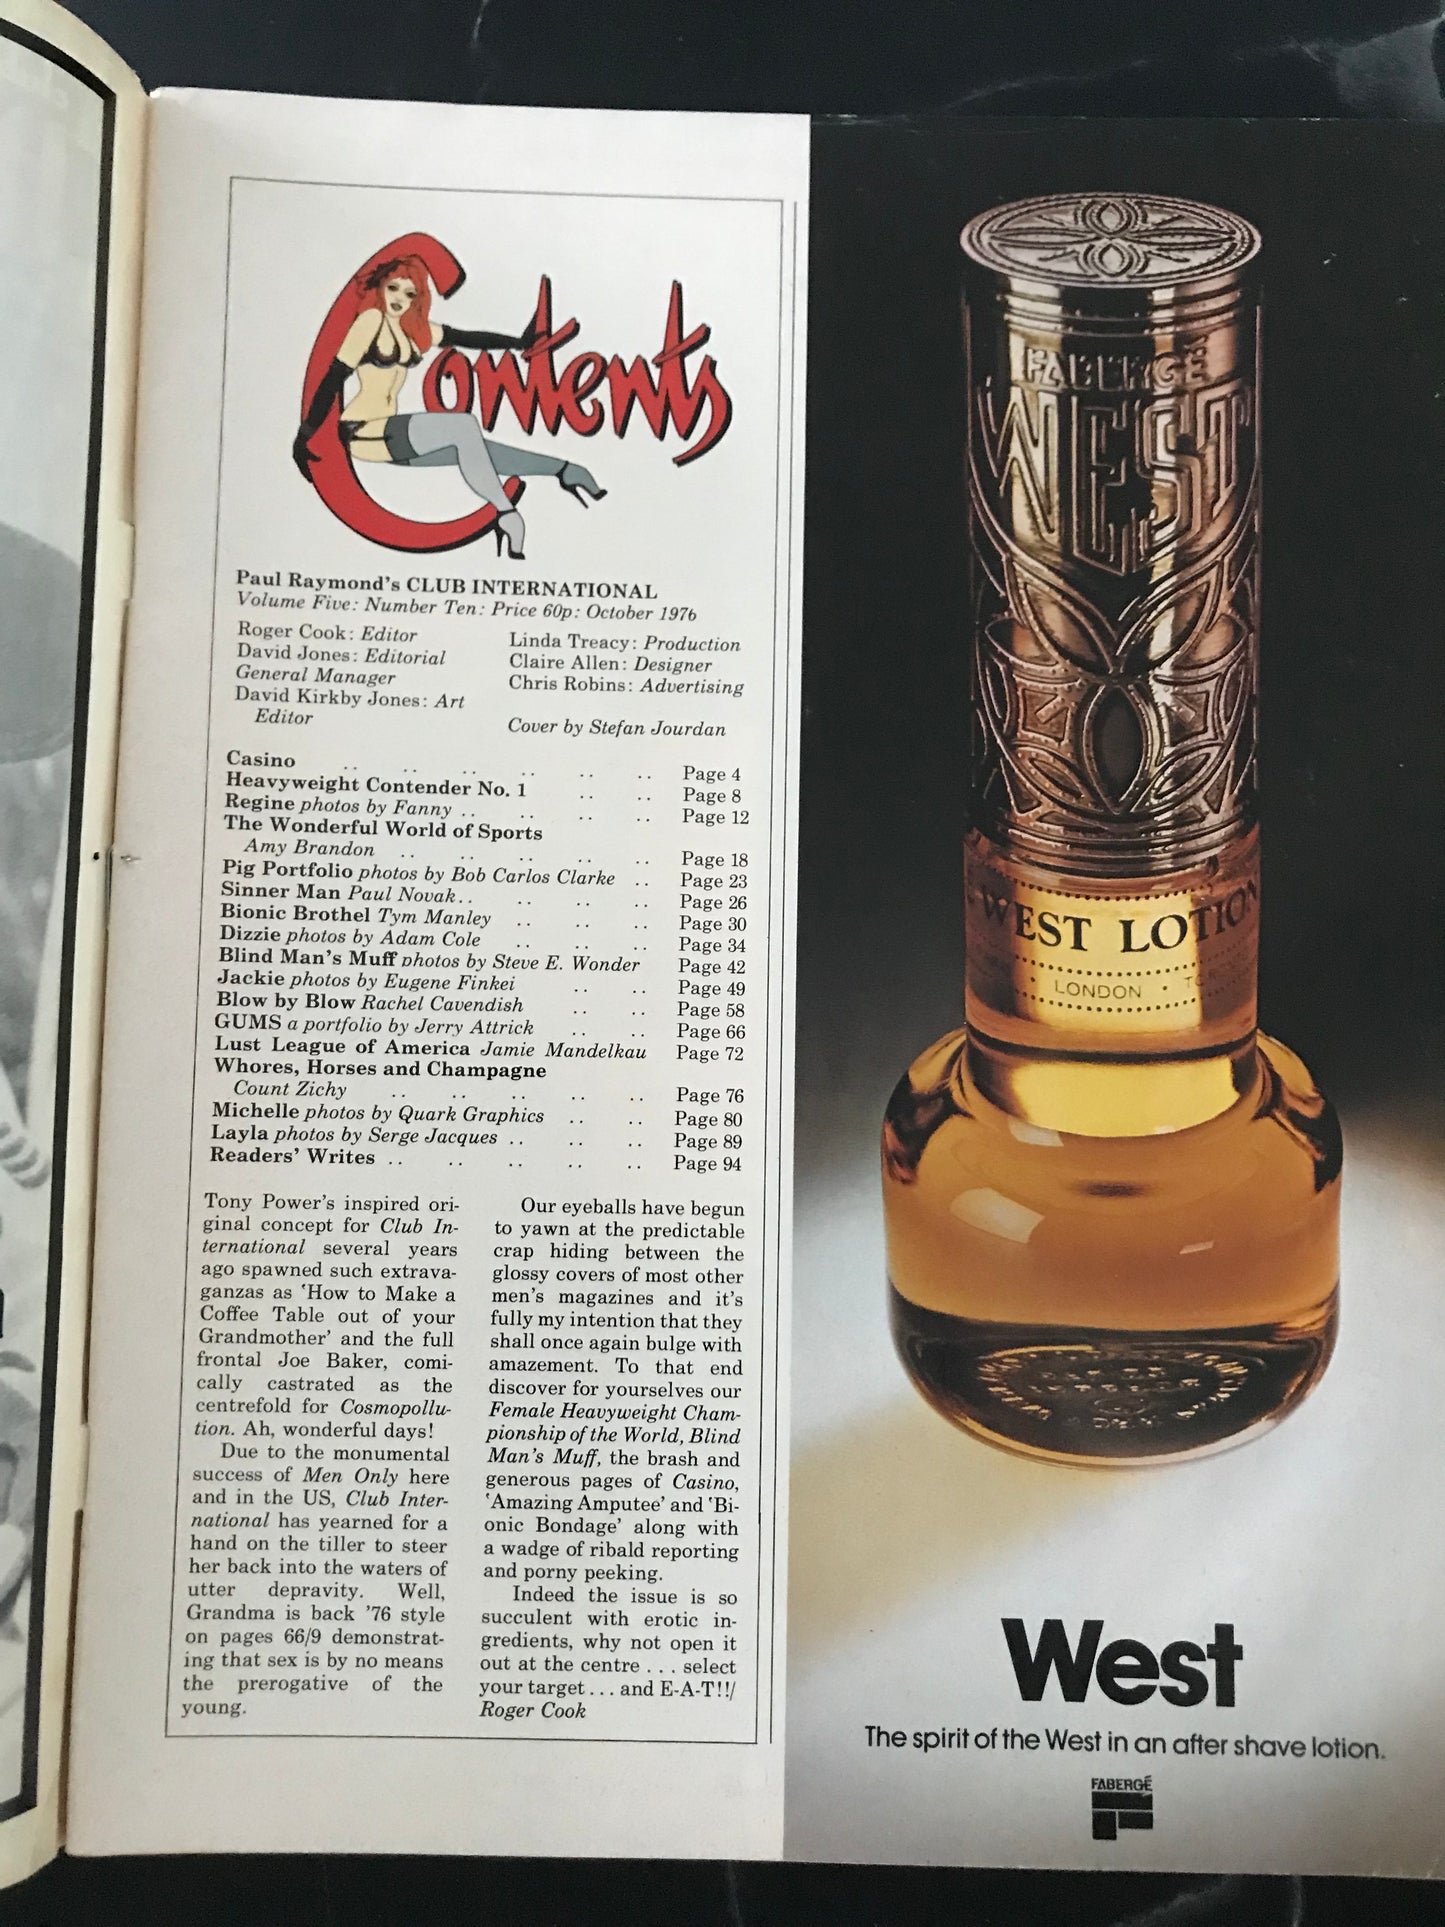 Contents
Paul Raymond's CLUB INTERNATIONAL
Volume Five: Number Ten: Price 60p: October 1976
Roger Cook: Editor
David Jones: Editorial
General Manager
David Kirkby Jones: Art
Editor
Linda Treacy: Production
Claire Allen: Designer
Chris Robins: Advertising
Cover by Stefan Jourdan
Casino .. .. .. .. .. .. Page 4
Heavyweight Contender No. 1 .. .. Page 8
Regine photos by Fanny .. .. .. .. Page 12
The Wonderful World of Sports
Amy Brandon .. .. .. .. .. Page 18
Pig Portfolio photos by Bob Carlos Clarke .. Page 23
Sinner Man Paul Novak .. .. .. .. Page 26
Bionic Brothel Tym Manley .. .. .. Page 30
Dizzie photos by Adam Cole .. .. .. Page 34
Blind Man's Muff photos by Steve E. Wonder Page 42
Jackie photos by Eugene Finkei .. .. Page 49
Blow by Blow Rachel Cavendish .. .. Page 58
GUMS a portfolio by Jerry Attrick .. .. Page 66
Lust League of America Jamie Mandelkau Page 72
Whores, Horses and Champagne
Count Zichy .. .. .. .. .. Page 76
Michelle photos by Quark Graphics .. .. Page 80
Layla photos by Serge Jacques .. .. .. Page 89
Readers' Writes .. .. .. .. .. Page 94
Tony Power's inspired ori-
ginal concept for Club In-
ternational several years
ago spawned such extrava-
ganzas as 'How to Make a
Coffee Table out of your
Grandmother' and the full
frontal Joe Baker, comi-
cally castrated as the
centrefold for Cosmopollu-
tion. Ah, wonderful days!
Due to the monumental
success of Men Only here
and in the US, Club Inter-
national has yearned for a
hand on the tiller to steer
her back into the waters of
utter depravity. Well,
Grandma is back '76 style
on pages 66/9 demonstrat-
ing that sex is by no means
the prerogative of the
young.
Our eyeballs have begun
to yawn at the predictable
crap hiding between the
glossy covers of most other
men's magazines and it's
fully my intention that they
shall once again bulge with
amazement. To that end
discover for yourselves our
Female Heavyweight Cham-
pionship of the World, Blind
Man's Muff, the brash and
generous pages of Casino,
'Amazing Amputee' and 'Bi-
onic Bondage' along with
a wadge of ribald reporting
and porny peeking.
Indeed the issue is so
succulent with erotic in-
gredients, why not open it
out at the centre . . . select
your target . . . and E-A-T!!/
Roger Cook
FABERGÉ
WEST
WEST LOTION
LONDON
West
The spirit of the West in an after shave lotion.
FABERGÉ